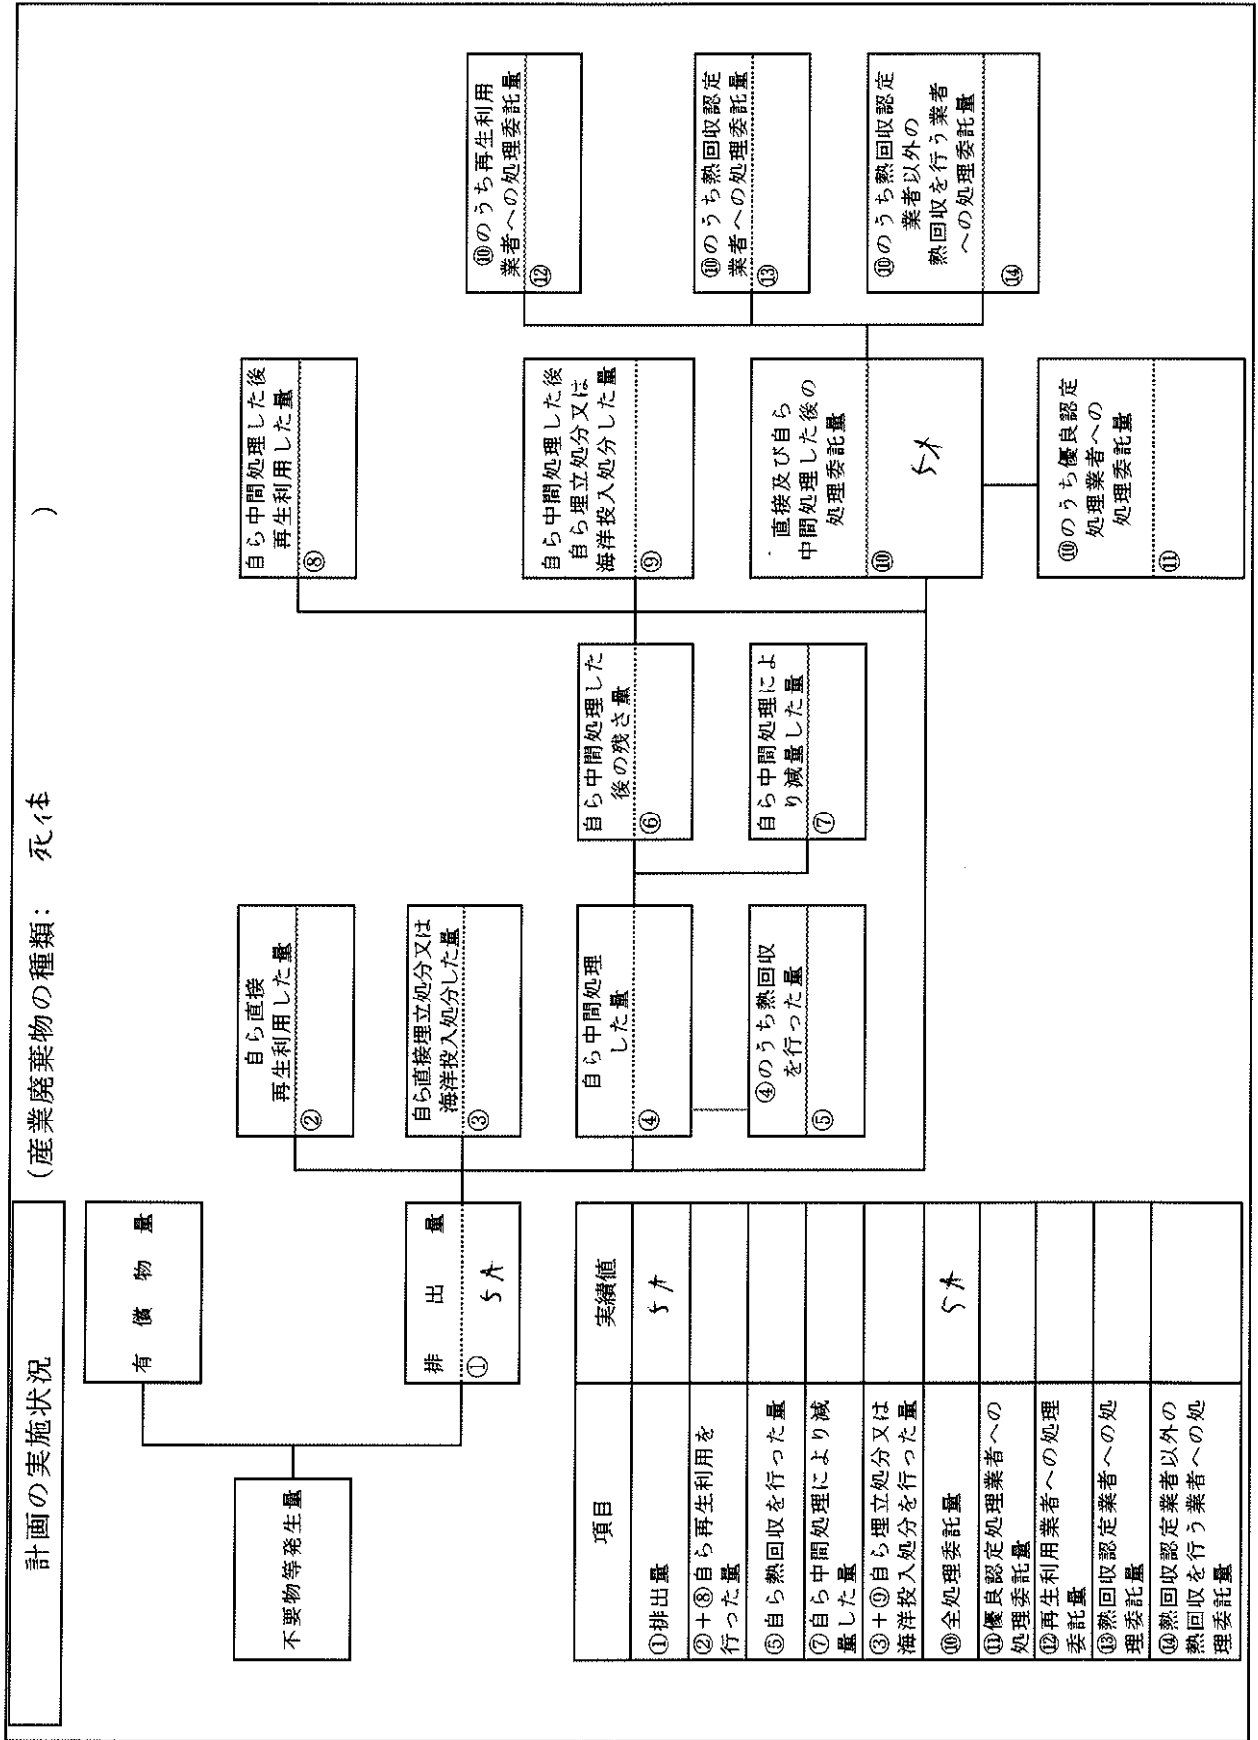 計画の実施状況
(産業廃棄物の種類: 死体 )
有償物量
不要物等発生量
排出量
① 5t
自ら直接
再生利用した量
②
自ら直接埋立処分又は
海洋投入処分した量
③
自ら中間処理
した量
④
④のうち熱回収
を行った量
⑤
自ら中間処理した
後の残さ量
⑥
自ら中間処理によ
り減量した量
⑦
自ら中間処理した後
再生利用した量
⑧
自ら中間処理した後
自ら埋立処分又は
海洋投入処分した量
⑨
直接及び自ら
中間処理した後の
処理委託量
⑩ 5t
⑩のうち優良認定
処理業者への
処理委託量
⑪
⑩のうち再生利用
業者への処理委託量
⑫
⑩のうち熱回収認定
業者への処理委託量
⑬
⑩のうち熱回収認定
業者以外の
熱回収を行う業者
への処理委託量
⑭
項目 実績値
①排出量 5t
②+⑧自ら再生利用を
行った量
⑤自ら熱回収を行った量
⑦自ら中間処理により減
量した量
③+⑨自ら埋立処分又は
海洋投入処分を行った量
⑩全処理委託量 5t
⑪優良認定処理業者への
処理委託量
⑫再生利用業者への処理
委託量
⑬熱回収認定業者への処
理委託量
⑭熱回収認定業者以外の
熱回収を行う業者への処
理委託量